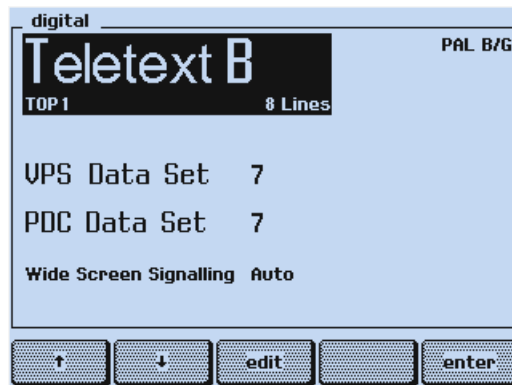 digital
Teletext B
PAL B/G
TOP1 8 Lines
VPS Data Set 7
PDC Data Set 7
Wide Screen Signalling Auto
↑ ↓ edit enter